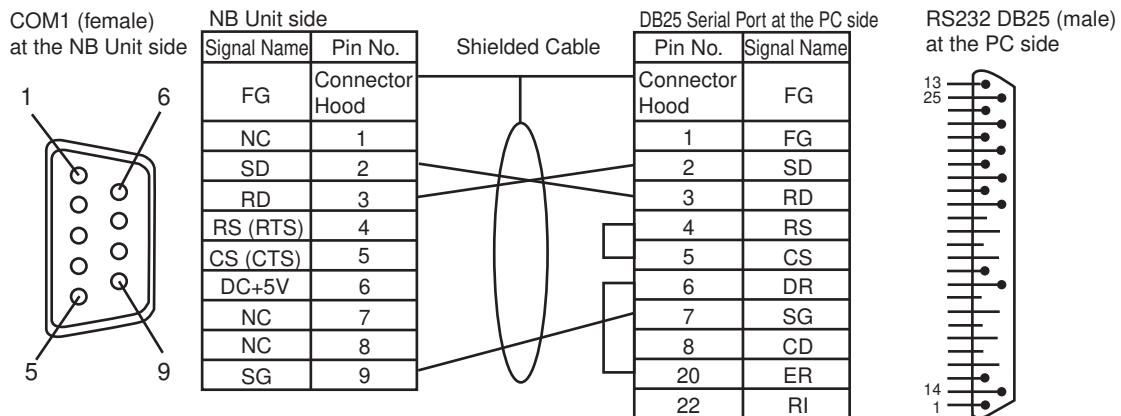 COM1 (female)
at the NB Unit side
1
6
5
9
NB Unit side
Signal Name Pin No.
FG Connector Hood
NC 1
SD 2
RD 3
RS (RTS) 4
CS (CTS) 5
DC+5V 6
NC 7
NC 8
SG 9
Shielded Cable
DB25 Serial Port at the PC side
Pin No. Signal Name
Connector Hood FG
1 FG
2 SD
3 RD
4 RS
5 CS
6 DR
7 SG
8 CD
20 ER
22 RI
RS232 DB25 (male)
at the PC side
13
25
14
1